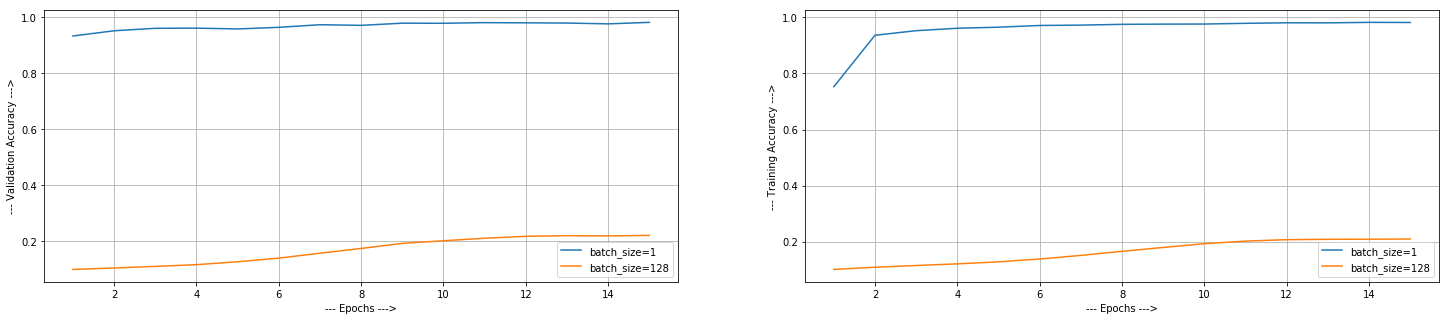 1.0
0.8
0.6
0.4
0.2
--- Validation Accuracy --->
2 4 6 8 10 12 14
--- Epochs --->
batch_size=1
batch_size=128
1.0
0.8
0.6
0.4
0.2
--- Training Accuracy --->
2 4 6 8 10 12 14
--- Epochs --->
batch_size=1
batch_size=128